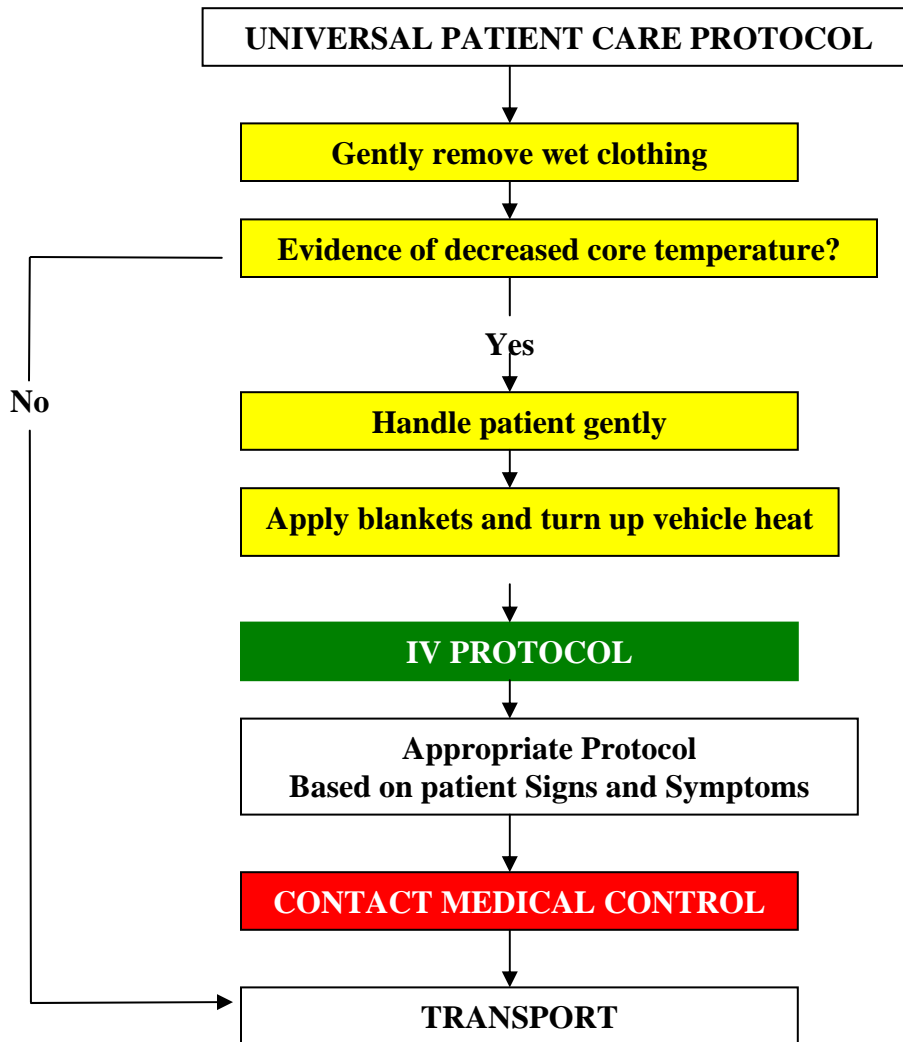 UNIVERSAL PATIENT CARE PROTOCOL
Gently remove wet clothing
Evidence of decreased core temperature?
Yes
No
Handle patient gently
Apply blankets and turn up vehicle heat
IV PROTOCOL
Appropriate Protocol
Based on patient Signs and Symptoms
CONTACT MEDICAL CONTROL
TRANSPORT